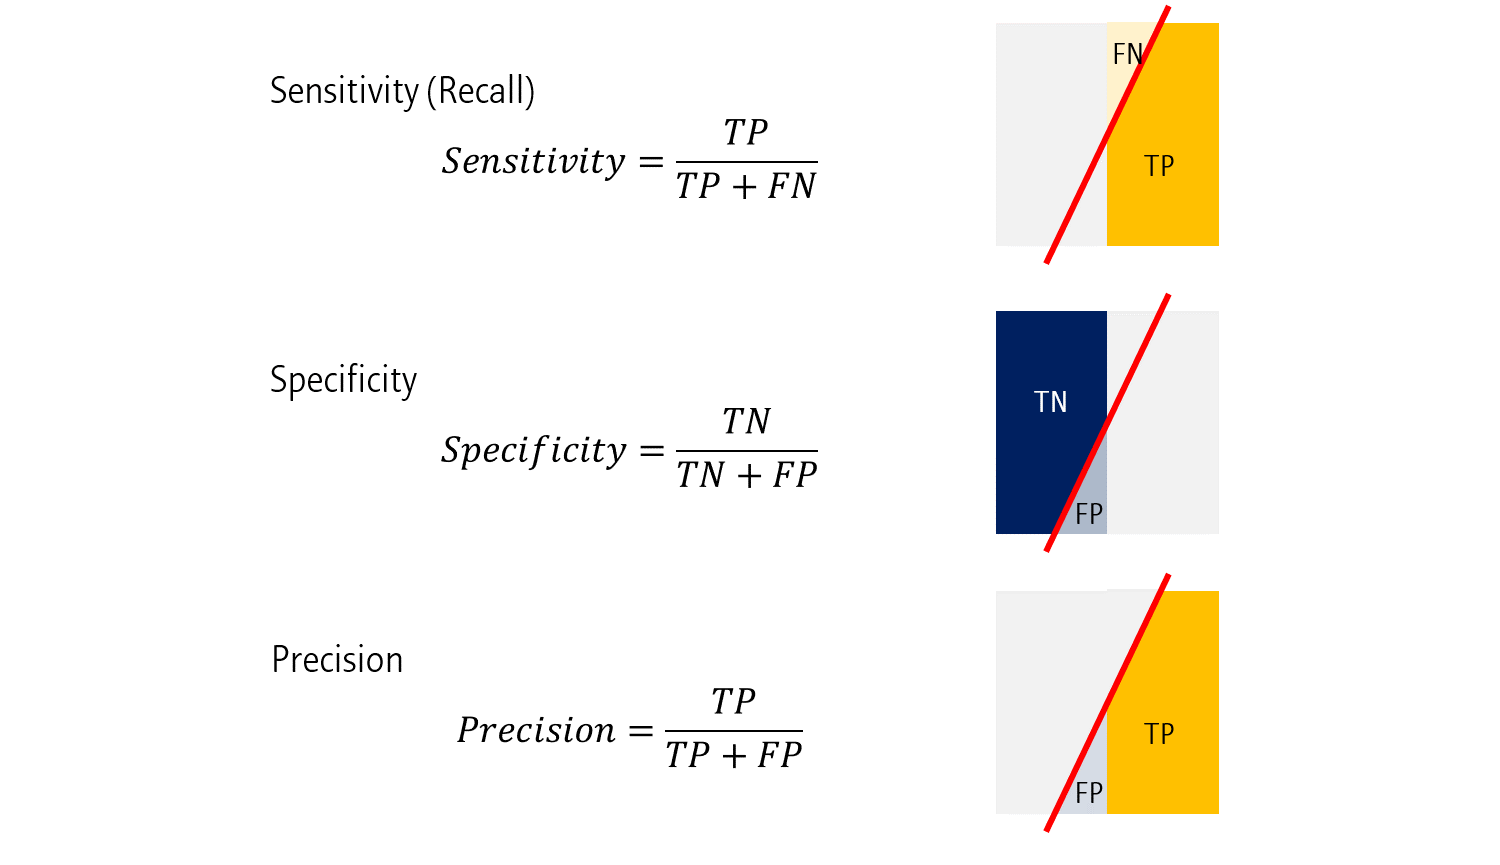 Sensitivity (Recall)
Sensitivity = TP / TP + FN
FN
TP
Specificity
Specificity = TN / TN + FP
TN
FP
Precision
Precision = TP / TP + FP
TP
FP